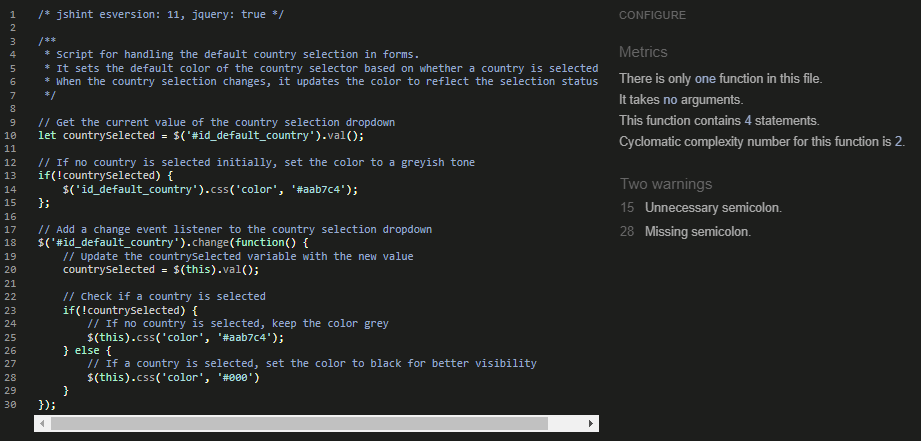 1 /* jshint esversion: 11, jquery: true */
2
3 /**
4  * Script for handling the default country selection in forms.
5  * It sets the default color of the country selector based on whether a country is selected
6  * When the country selection changes, it updates the color to reflect the selection status
7  */
8
9 // Get the current value of the country selection dropdown
10 let countrySelected = $('#id_default_country').val();
11
12 // If no country is selected initially, set the color to a greyish tone
13 if(!countrySelected) {
14     $('id_default_country').css('color', '#aab7c4');
15 };
16
17 // Add a change event listener to the country selection dropdown
18 $('#id_default_country').change(function() {
19     // Update the countrySelected variable with the new value
20     countrySelected = $(this).val();
21
22     // Check if a country is selected
23     if(!countrySelected) {
24         // If no country is selected, keep the color grey
25         $(this).css('color', '#aab7c4');
26     } else {
27         // If a country is selected, set the color to black for better visibility
28         $(this).css('color', '#000')
29     }
30 });
CONFIGURE
Metrics
There is only one function in this file.
It takes no arguments.
This function contains 4 statements.
Cyclomatic complexity number for this function is 2.
Two warnings
15 Unnecessary semicolon.
28 Missing semicolon.